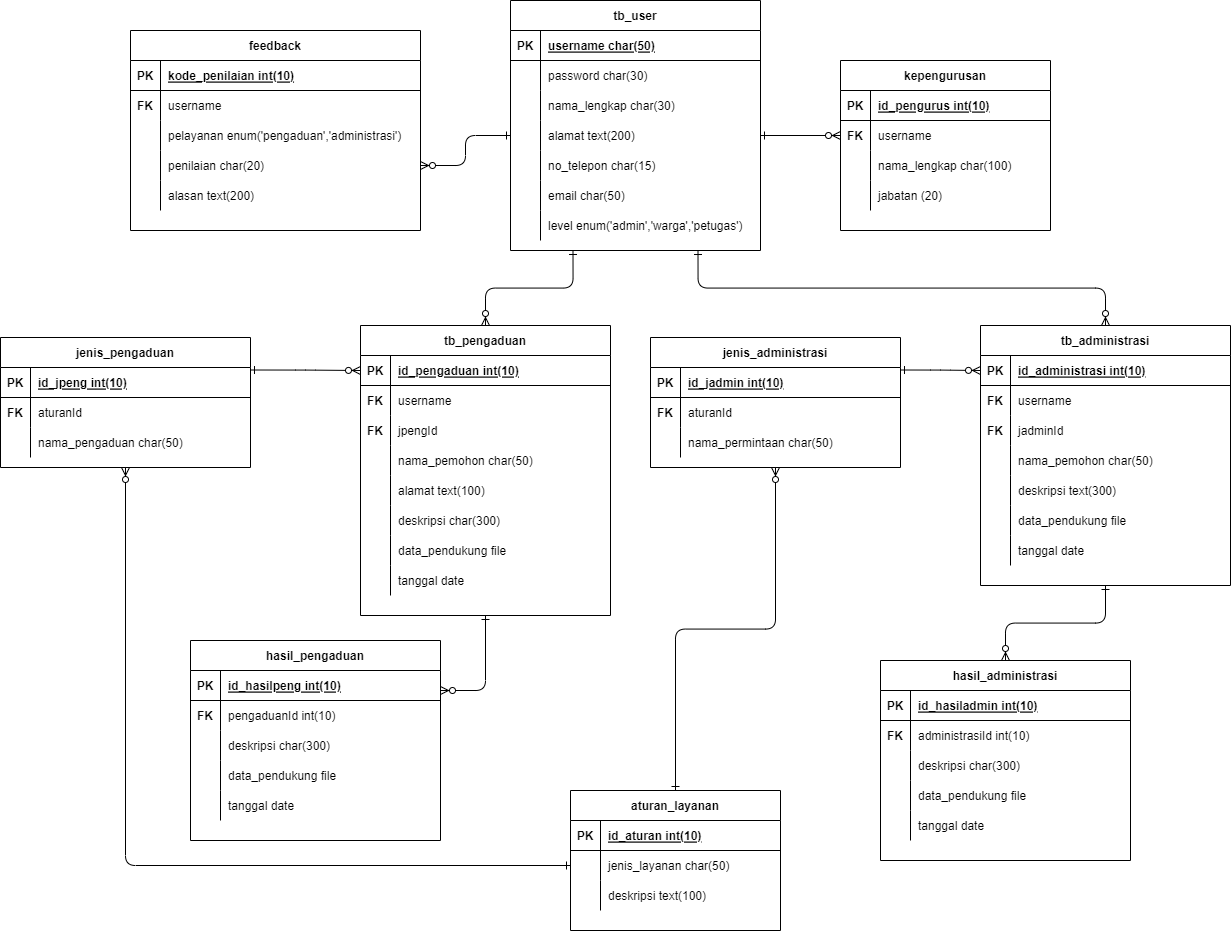 tb_user
PK username char(50)
password char(30)
nama_lengkap char(30)
alamat text(200)
no_telepon char(15)
email char(50)
level enum('admin','warga','petugas')
feedback
PK kode_penilaian int(10)
FK username
pelayanan enum('pengaduan','administrasi')
penilaian char(20)
alasan text(200)
kepengurusan
PK id_pengurus int(10)
FK username
nama_lengkap char(100)
jabatan (20)
jenis_pengaduan
PK id_jpeng int(10)
FK aturanId
nama_pengaduan char(50)
tb_pengaduan
PK id_pengaduan int(10)
FK username
FK jpengId
nama_pemohon char(50)
alamat text(100)
deskripsi char(300)
data_pendukung file
tanggal date
jenis_administrasi
PK id_jadmin int(10)
FK aturanId
nama_permintaan char(50)
tb_administrasi
PK id_administrasi int(10)
FK username
FK jadminId
nama_pemohon char(50)
deskripsi text(300)
data_pendukung file
tanggal date
hasil_pengaduan
PK id_hasilpeng int(10)
FK pengaduanId int(10)
deskripsi char(300)
data_pendukung file
tanggal date
hasil_administrasi
PK id_hasiladmin int(10)
FK administrasiId int(10)
deskripsi char(300)
data_pendukung file
tanggal date
aturan_layanan
PK id_aturan int(10)
jenis_layanan char(50)
deskripsi text(100)